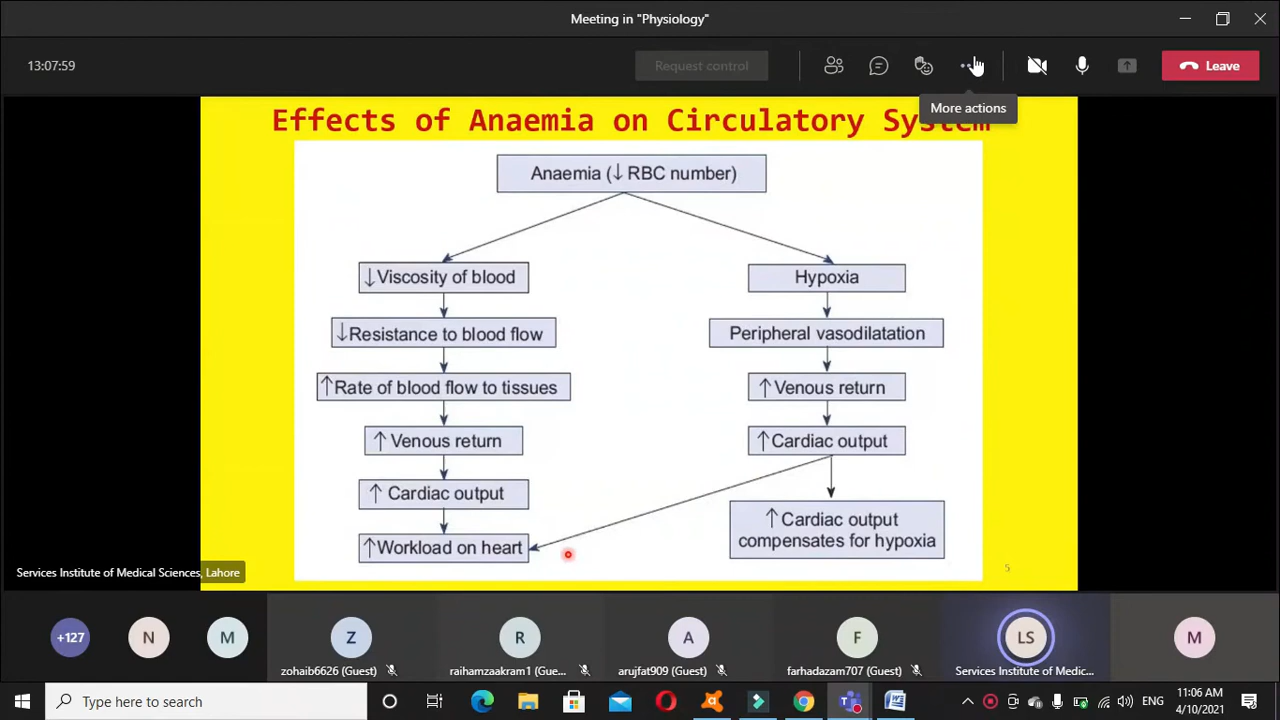 Meeting in "Physiology"
13:07:59
Request control
Leave
More actions
Effects of Anaemia on Circulatory System
Anaemia (↓ RBC number)
↓Viscosity of blood
↓Resistance to blood flow
↑Rate of blood flow to tissues
↑ Venous return
↑ Cardiac output
↑Workload on heart
Hypoxia
Peripheral vasodilatation
↑Venous return
↑Cardiac output
↑Cardiac output
compensates for hypoxia
5
Services Institute of Medical Sciences, Lahore
+127
N
M
Z
zohaib6626 (Guest)
R
raihamzaakram1 (Gue...
A
arujfat909 (Guest)
F
farhadazam707 (Guest)
LS
Services Institute of Medic...
M
Type here to search
ENG
11:06 AM
4/10/2021